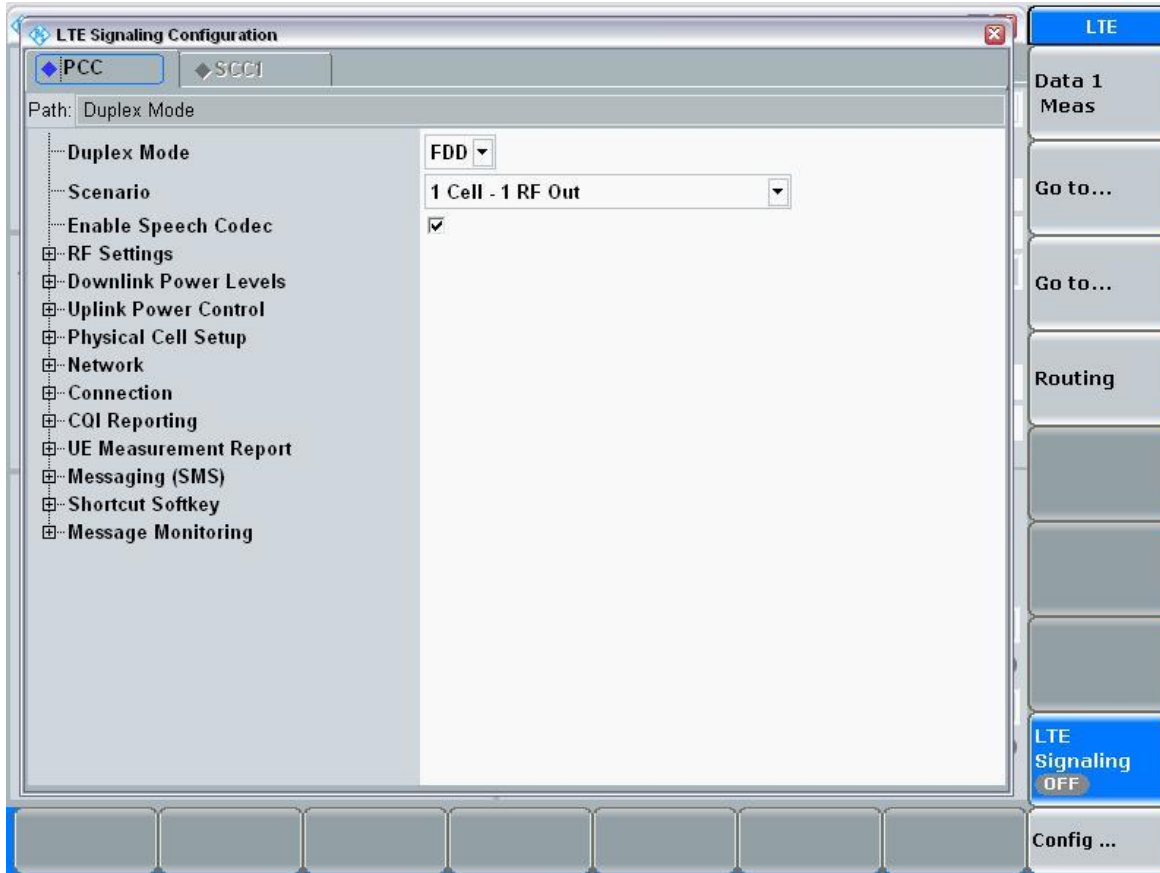 LTE Signaling Configuration
LTE
PCC
SCC1
Path: Duplex Mode
Duplex Mode FDD
Scenario 1 Cell - 1 RF Out
Enable Speech Codec
RF Settings
Downlink Power Levels
Uplink Power Control
Physical Cell Setup
Network
Connection
CQI Reporting
UE Measurement Report
Messaging (SMS)
Shortcut Softkey
Message Monitoring
Data 1
Meas
Go to...
Go to...
Routing
LTE
Signaling
OFF
Config ...